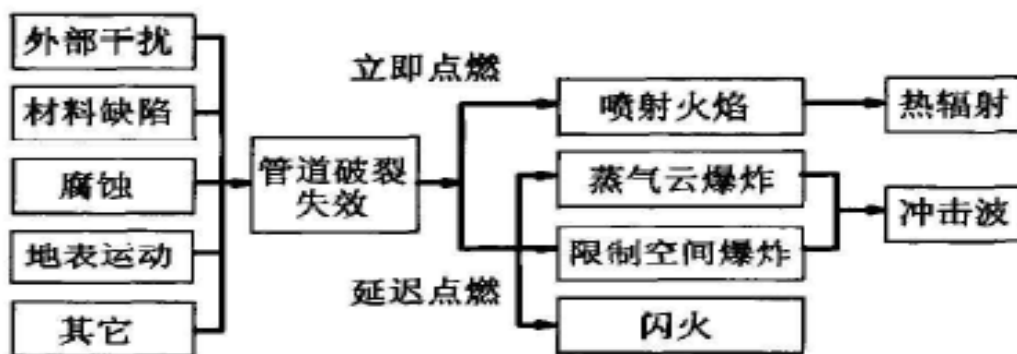 外部干扰
材料缺陷
腐蚀
地表运动
其它
管道破裂
失效
立即点燃
延迟点燃
喷射火焰
蒸气云爆炸
限制空间爆炸
闪火
热辐射
冲击波